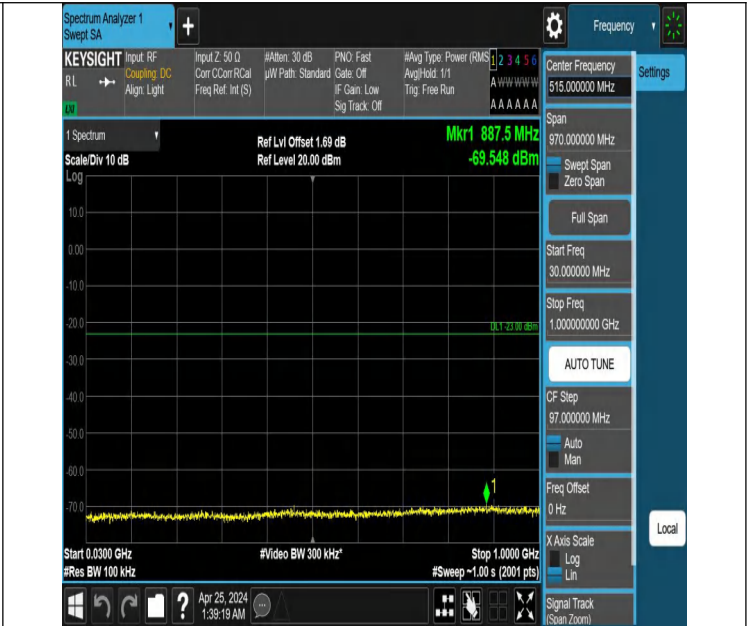 Spectrum Analyzer 1
Swept SA
+
Frequency
KEYSIGHT
RL
Input: RF
Coupling: DC
Align: Light
Input Z: 50 Ω
Corr CCorr RCal
Freq Ref: Int (S)
#Atten: 30 dB
µW Path: Standard
PNO: Fast
Gate: Off
IF Gain: Low
Sig Track: Off
#Avg Type: Power (RMS
Avg|Hold: 1/1
Trig: Free Run
1 2 3 4 5 6
A W W W W W
A A A A A A
1 Spectrum
Scale/Div 10 dB
Log
Ref Lvl Offset 1.69 dB
Ref Level 20.00 dBm
Mkr1 887.5 MHz
-69.548 dBm
10.0
0.00
-10.0
-20.0
DL1 -23.00 dBm
-30.0
-40.0
-50.0
-60.0
1
-70.0
Start 0.0300 GHz
#Video BW 300 kHz*
Stop 1.0000 GHz
#Res BW 100 kHz
#Sweep ~1.00 s (2001 pts)
?
Apr 25, 2024
1:39:19 AM
Center Frequency
515.000000 MHz
Settings
Span
970.000000 MHz
Swept Span
Zero Span
Full Span
Start Freq
30.000000 MHz
Stop Freq
1.000000000 GHz
AUTO TUNE
CF Step
97.000000 MHz
Auto
Man
Freq Offset
0 Hz
X Axis Scale
Log
Lin
Local
Signal Track
(Span Zoom)